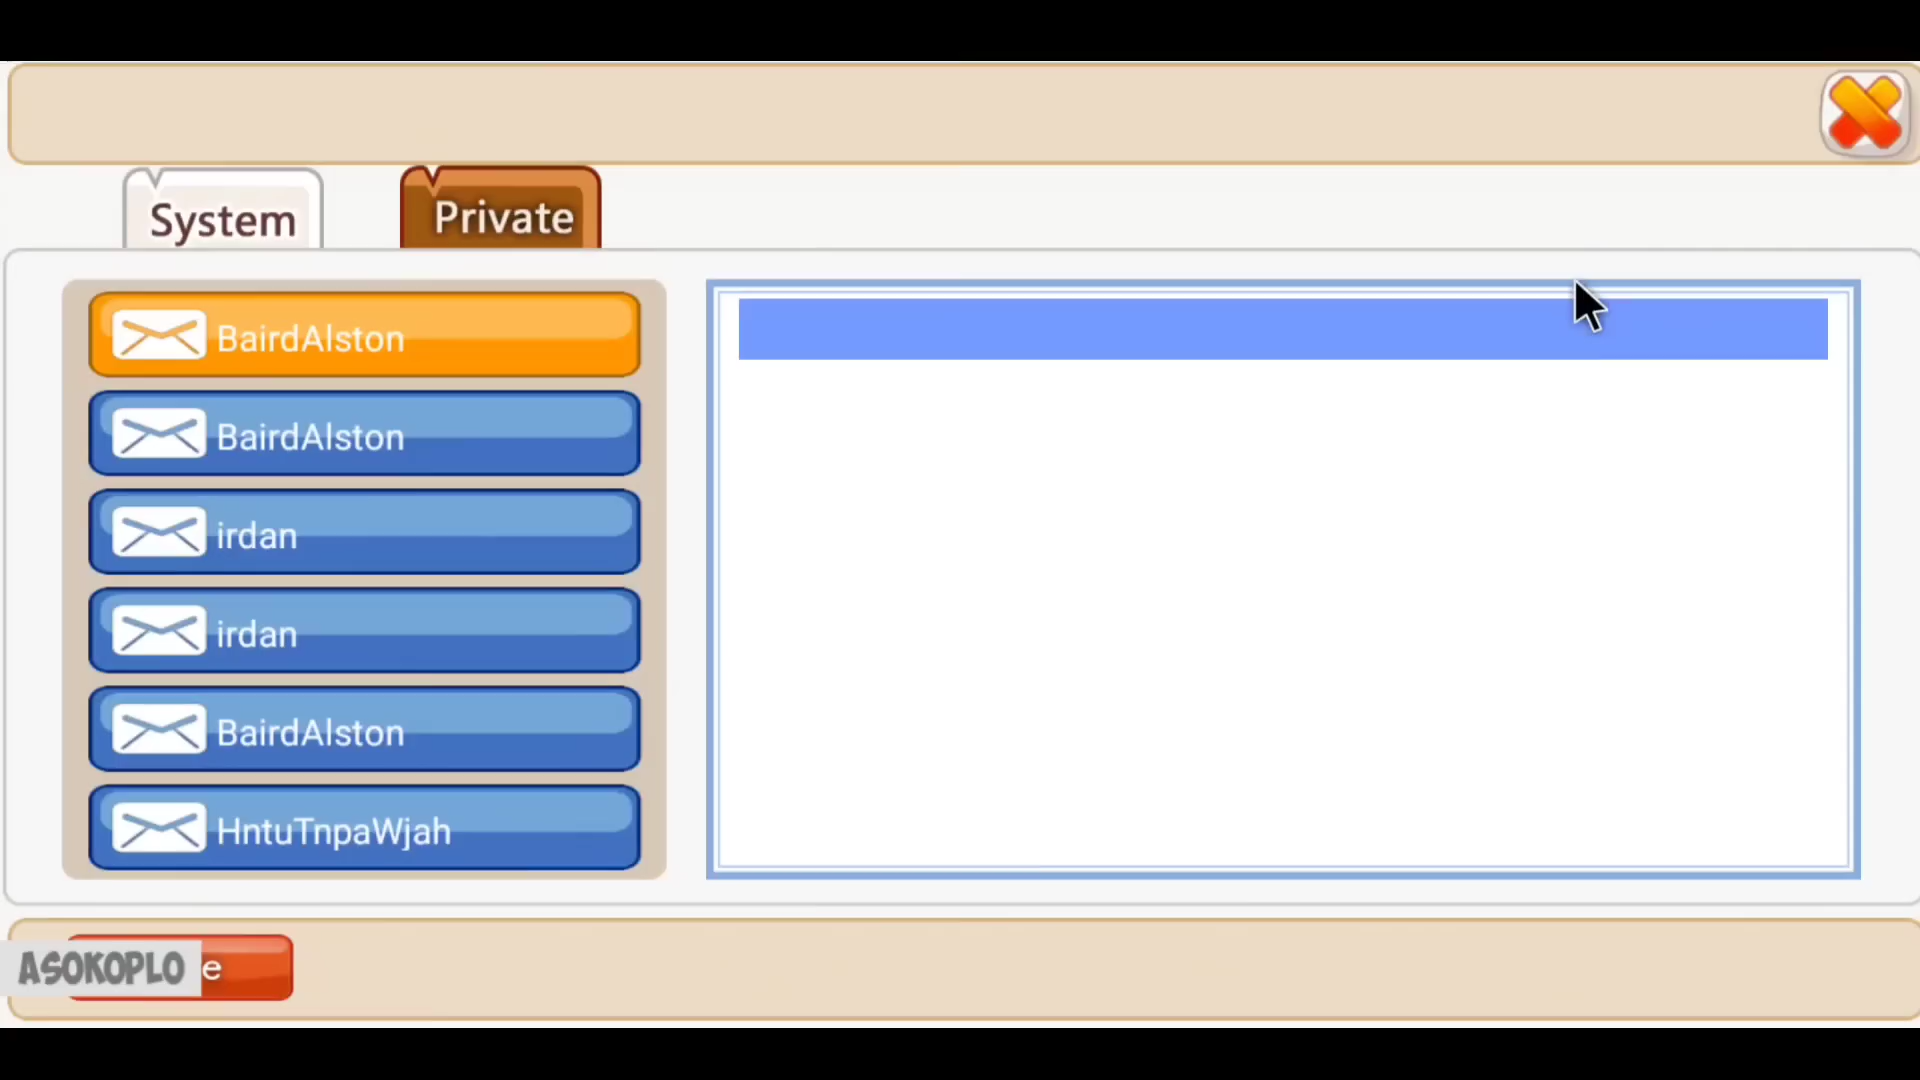 System
Private
BairdAlston
BairdAlston
irdan
irdan
BairdAlston
HntuTnpaWjah
ASOKOPLO